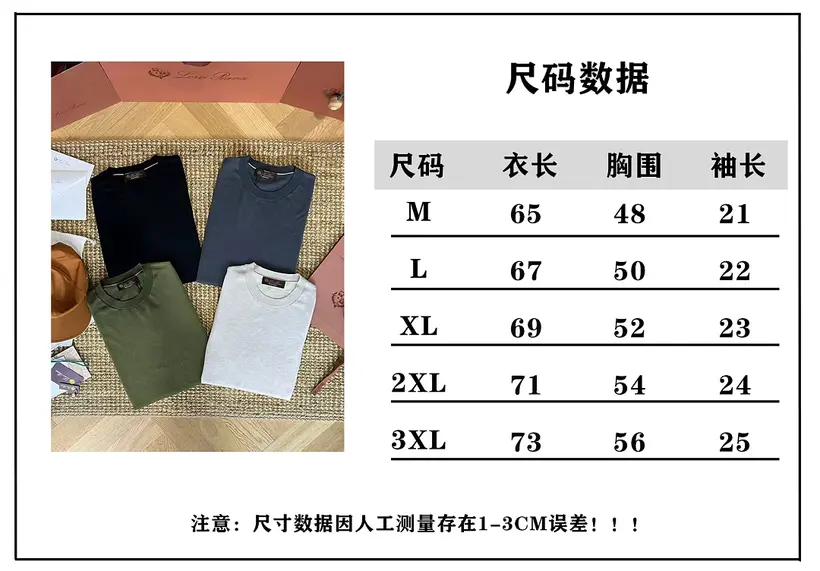 Loro Piana
尺码数据
尺码 衣长 胸围 袖长
M 65 48 21
L 67 50 22
XL 69 52 23
2XL 71 54 24
3XL 73 56 25
注意：尺寸数据因人工测量存在1-3CM误差！！！